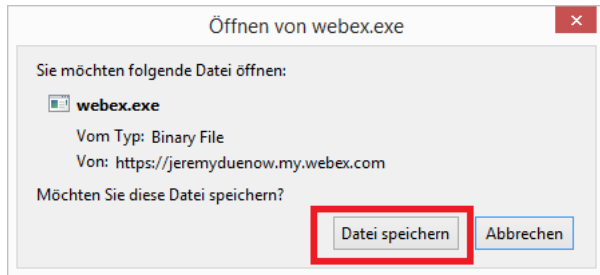 Öffnen von webex.exe
Sie möchten folgende Datei öffnen:
webex.exe
Vom Typ: Binary File
Von: https://jeremyduenow.my.webex.com
Möchten Sie diese Datei speichern?
Datei speichern Abbrechen